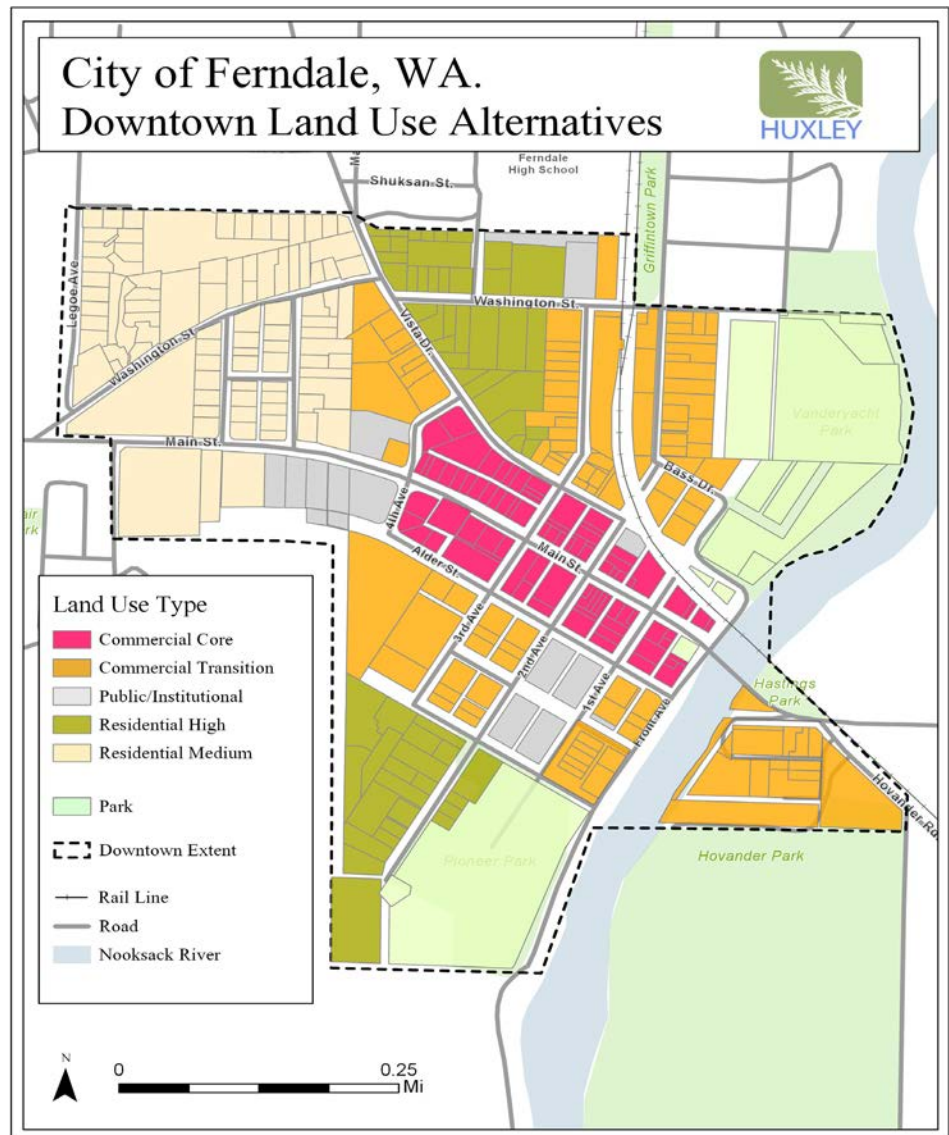 City of Ferndale, WA.
Downtown Land Use Alternatives
HUXLEY
Ferndale
High School
Shuksan St.
Griffintown Park
Legoe Ave
Washington St.
Vista Dr.
Washington St.
Vanderyacht
Park
Main St.
Bass Dr.
4th Ave
Alder St.
Main St.
3rd Ave
2nd Ave
1st Ave
Front Ave
Hastings
Park
Hovander Rd
Pioneer Park
Hovander Park
Land Use Type
Commercial Core
Commercial Transition
Public/Institutional
Residential High
Residential Medium
Park
Downtown Extent
Rail Line
Road
Nooksack River
N
0
0.25
Mi